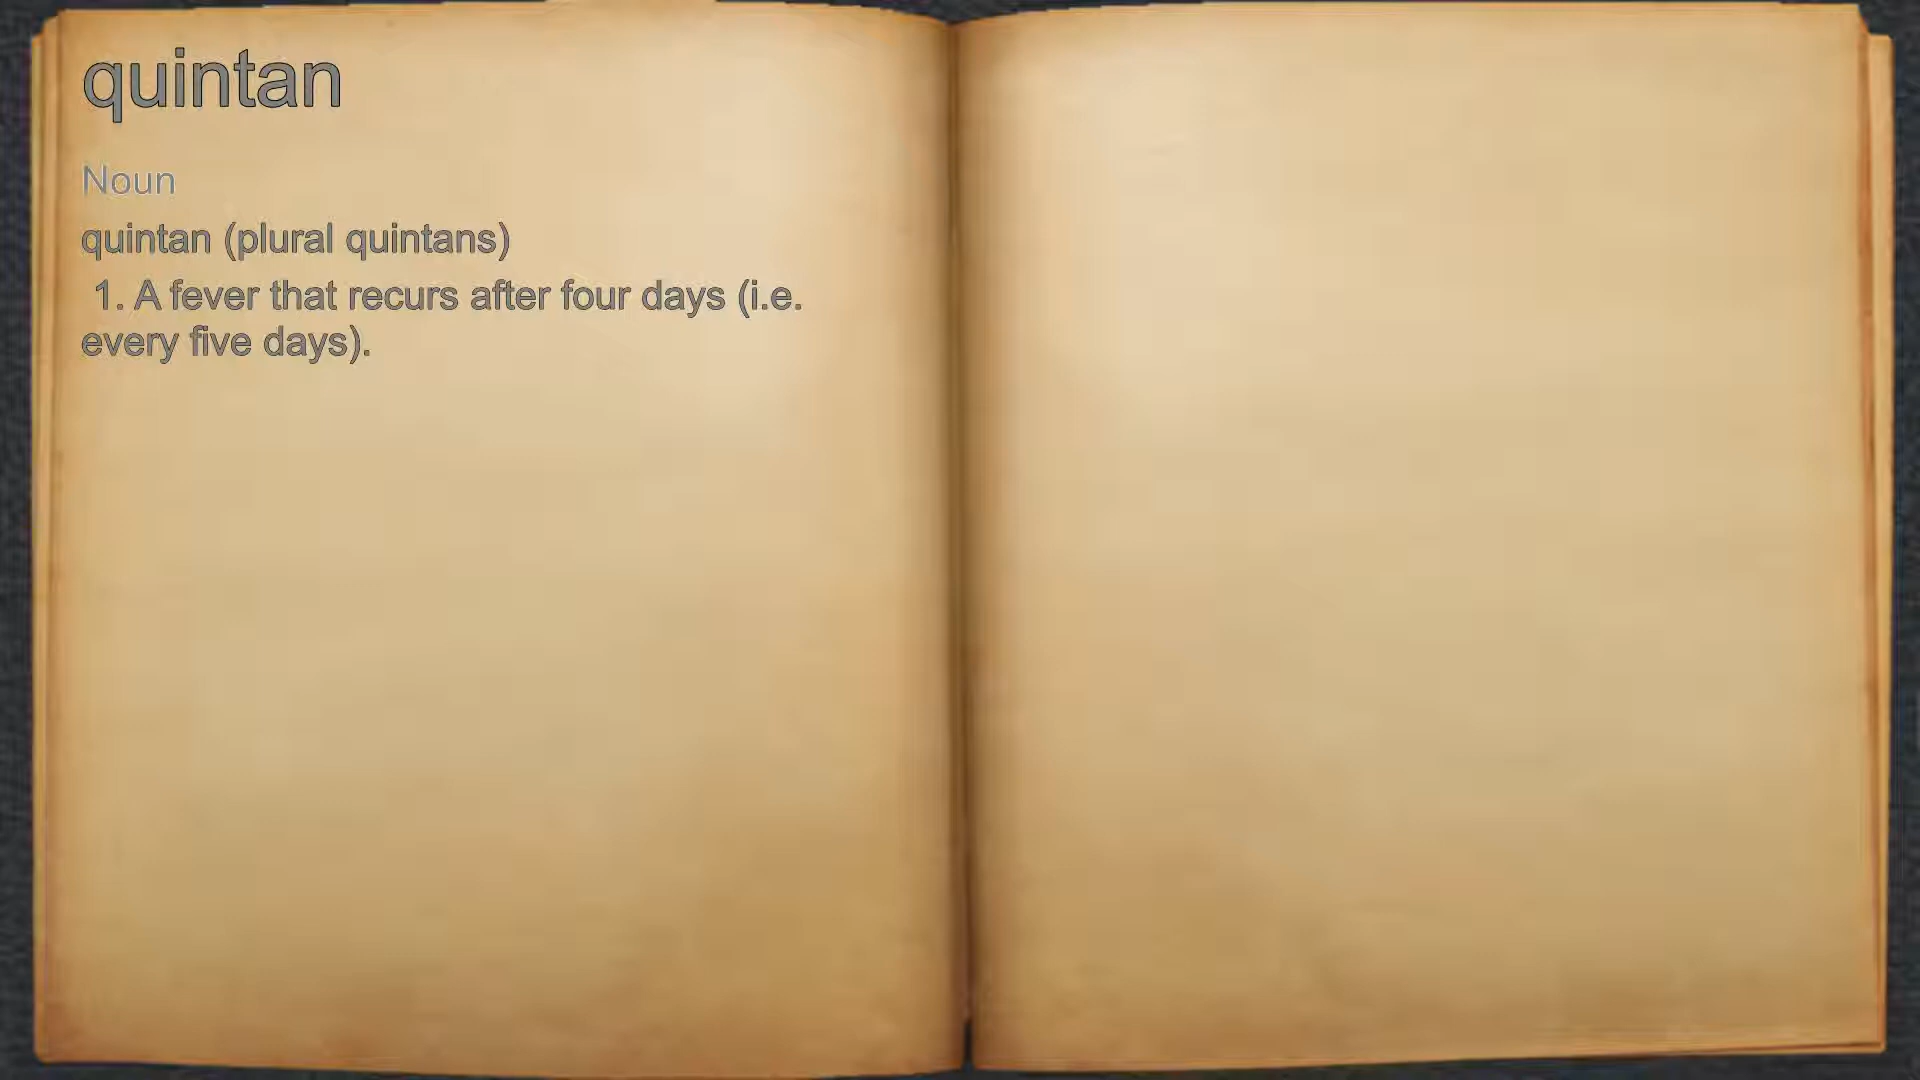 quintan
Noun
quintan (plural quintans)
1. A fever that recurs after four days (i.e.
every five days).